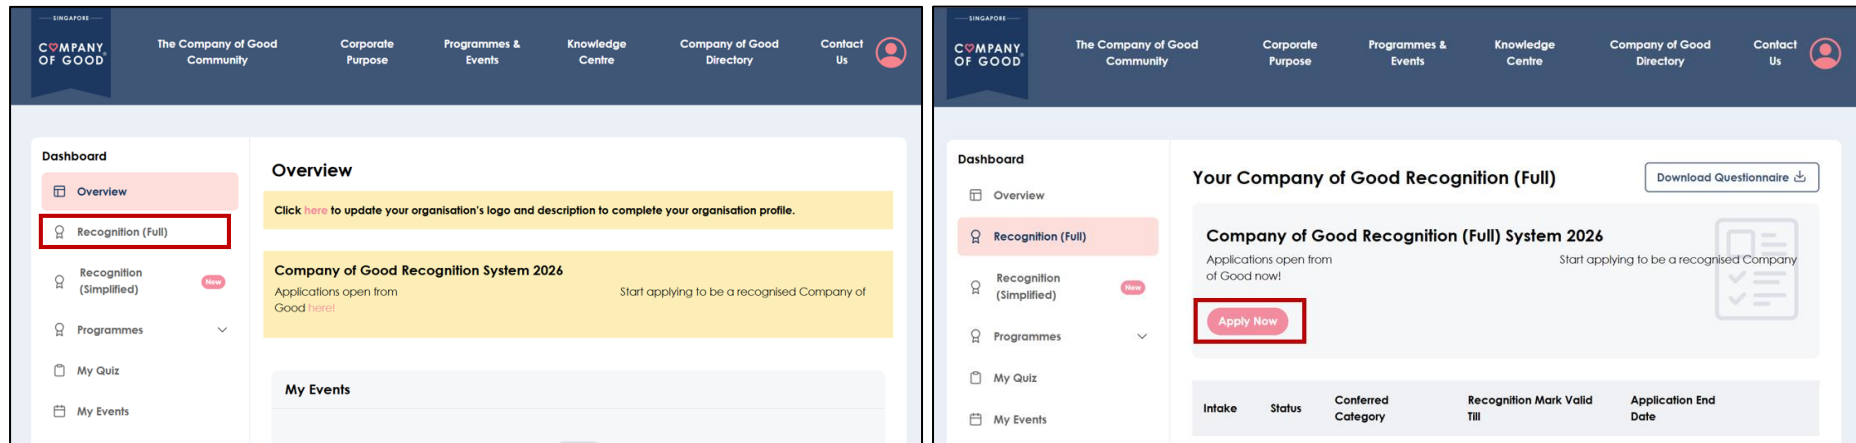 SINGAPORE
COMPANY
OF GOOD
The Company of Good
Community
Corporate
Purpose
Programmes &
Events
Knowledge
Centre
Company of Good
Directory
Contact
Us
Dashboard
Overview
Recognition (Full)
Recognition
(Simplified)
New
Programmes
My Quiz
My Events
Overview
Click here to update your organisation's logo and description to complete your organisation profile.
Company of Good Recognition System 2026
Applications open from Start applying to be a recognised Company of
Good here!
My Events
SINGAPORE
COMPANY
OF GOOD
The Company of Good
Community
Corporate
Purpose
Programmes &
Events
Knowledge
Centre
Company of Good
Directory
Contact
Us
Dashboard
Overview
Recognition (Full)
Recognition
(Simplified)
New
Programmes
My Quiz
My Events
Your Company of Good Recognition (Full)
Download Questionnaire
Company of Good Recognition (Full) System 2026
Applications open from Start applying to be a recognised Company
of Good now!
Apply Now
Intake
Status
Conferred
Category
Recognition Mark Valid
Till
Application End
Date